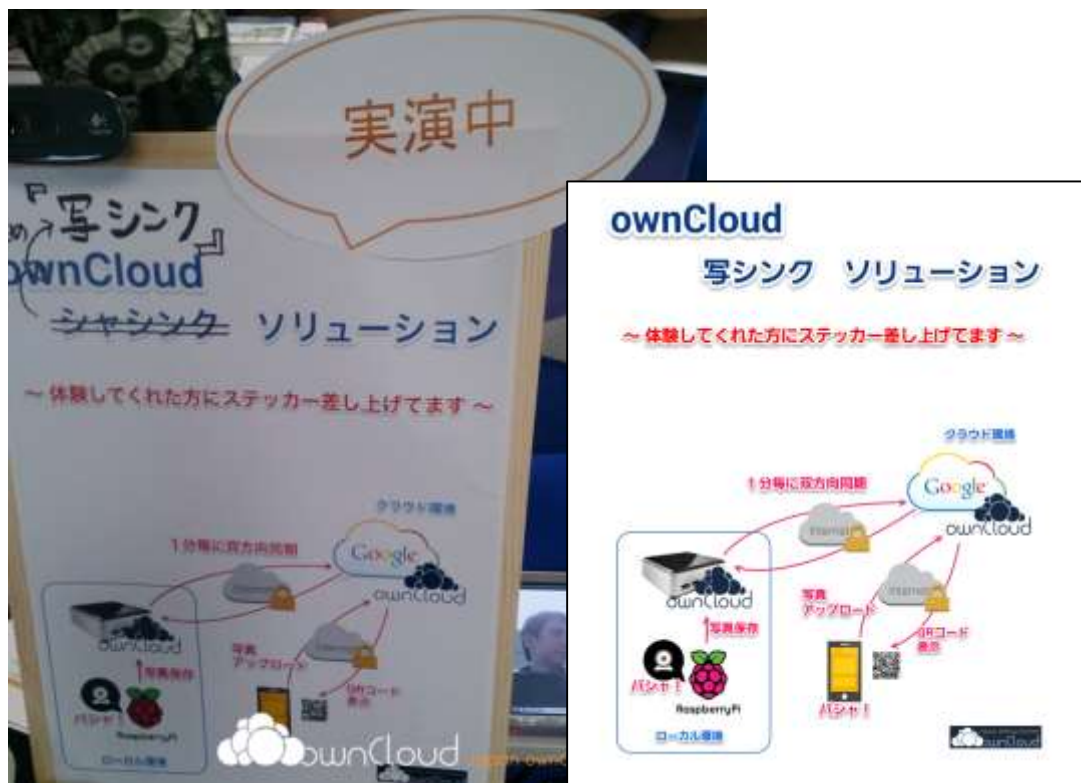 実演中
『写シンク』
ownCloud
シャシンク ソリューション
～ 体験してくれた方にステッカー差し上げてます ～
クラウド環境
1分毎に双方向同期
Google
ownCloud
ownCloud
写真保存
写真
アップロード
QRコード
表示
パシャ!
RaspberryPi
ローカル環境
ownCloud
ownCloud
写シンク ソリューション
～ 体験してくれた方にステッカー差し上げてます ～
クラウド環境
1分毎に双方向同期
Google
Internet
ownCloud
ownCloud
Internet
写真
アップロード
写真保存
QRコード
表示
パシャ!
RaspberryPi
パシャ!
ローカル環境
ownCloud